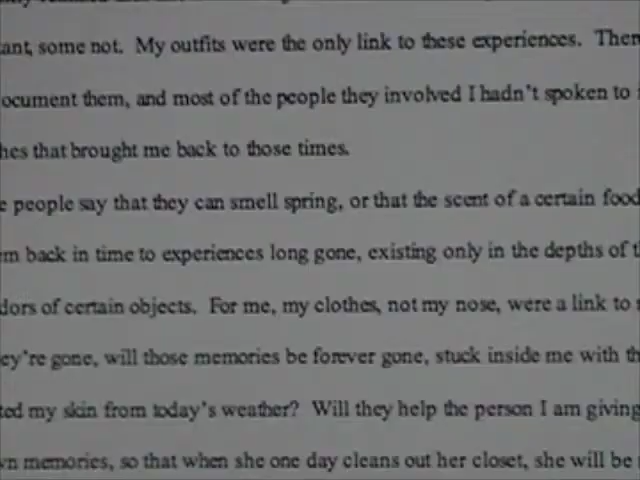 tant, some not. My outfits were the only link to these experiences. Ther
ocument them, and most of the people they involved I hadn't spoken to
hes that brought me back to those times.
e people say that they can smell spring, or that the scent of a certain food
em back in time to experiences long gone, existing only in the depths of
dors of certain objects. For me, my clothes, not my nose, were a link to
ey're gone, will those memories be forever gone, stuck inside me with th
ted my skin from today's weather? Will they help the person I am giving
wn memories, so that when she one day cleans out her closet, she will be